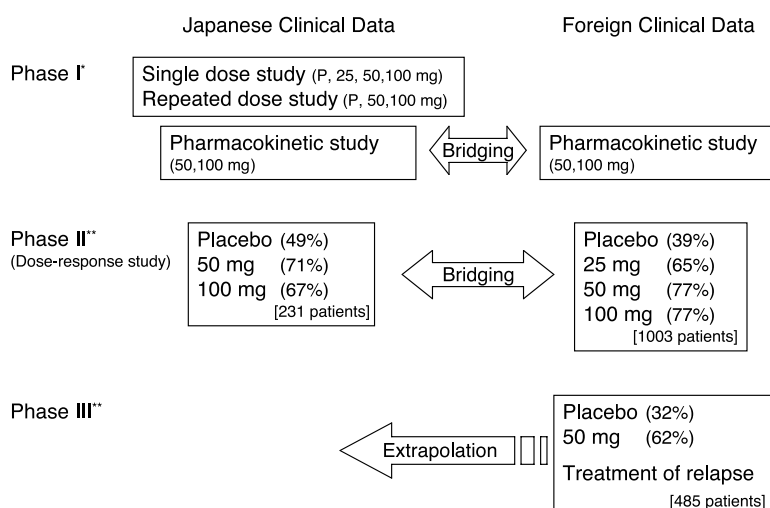 Japanese Clinical Data
Foreign Clinical Data
Phase I*
Single dose study (P, 25, 50,100 mg)
Repeated dose study (P, 50,100 mg)
Pharmacokinetic study
(50,100 mg)
Bridging
Pharmacokinetic study
(50,100 mg)
Phase II**
(Dose-response study)
Placebo (49%)
50 mg (71%)
100 mg (67%)
[231 patients]
Bridging
Placebo (39%)
25 mg (65%)
50 mg (77%)
100 mg (77%)
[1003 patients]
Phase III**
Extrapolation
Placebo (32%)
50 mg (62%)
Treatment of relapse
[485 patients]